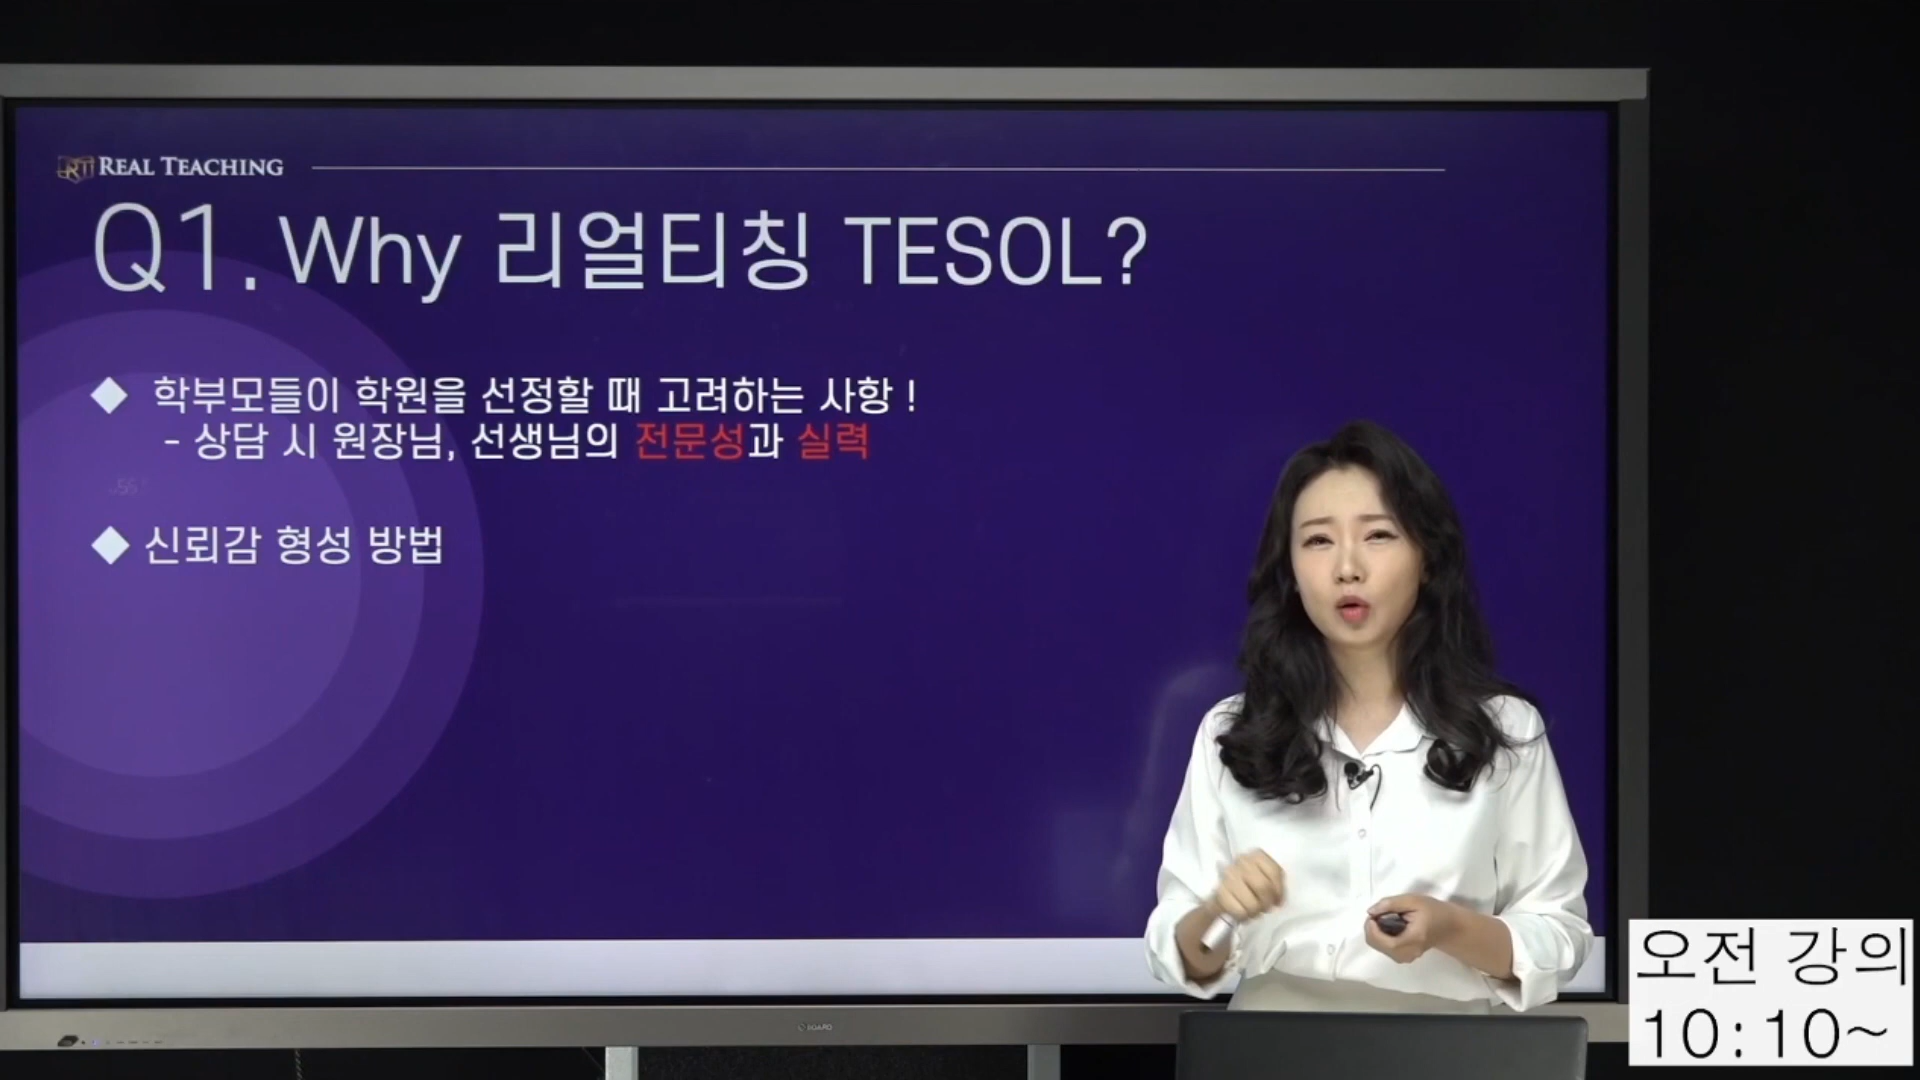 REAL TEACHING
Q1. Why 리얼티칭 TESOL?
◆ 학부모들이 학원을 선정할 때 고려하는 사항 !
- 상담 시 원장님, 선생님의 전문성과 실력
◆ 신뢰감 형성 방법
오전 강의
10:10~